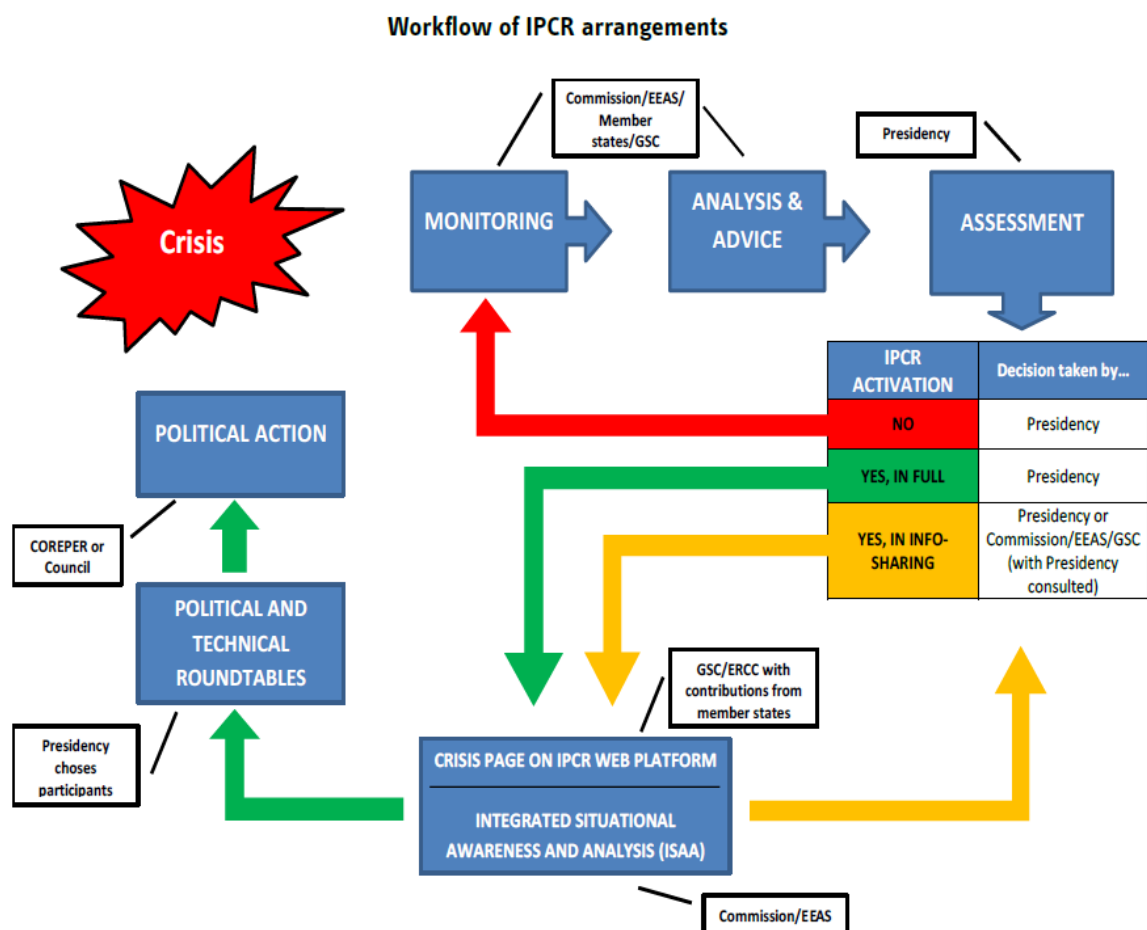 Workflow of IPCR arrangements
Commission/EEAS/
Member
states/GSC
Presidency
Crisis
MONITORING
ANALYSIS &
ADVICE
ASSESSMENT
IPCR
ACTIVATION
Decision taken by...
NO
Presidency
YES, IN FULL
Presidency
YES, IN INFO-
SHARING
Presidency or
Commission/EEAS/GSC
(with Presidency
consulted)
POLITICAL ACTION
COREPER or
Council
POLITICAL AND
TECHNICAL
ROUNDTABLES
Presidency
choses
participants
GSC/ERCC with
contributions from
member states
CRISIS PAGE ON IPCR WEB PLATFORM
INTEGRATED SITUATIONAL
AWARENESS AND ANALYSIS (ISAA)
Commission/EEAS